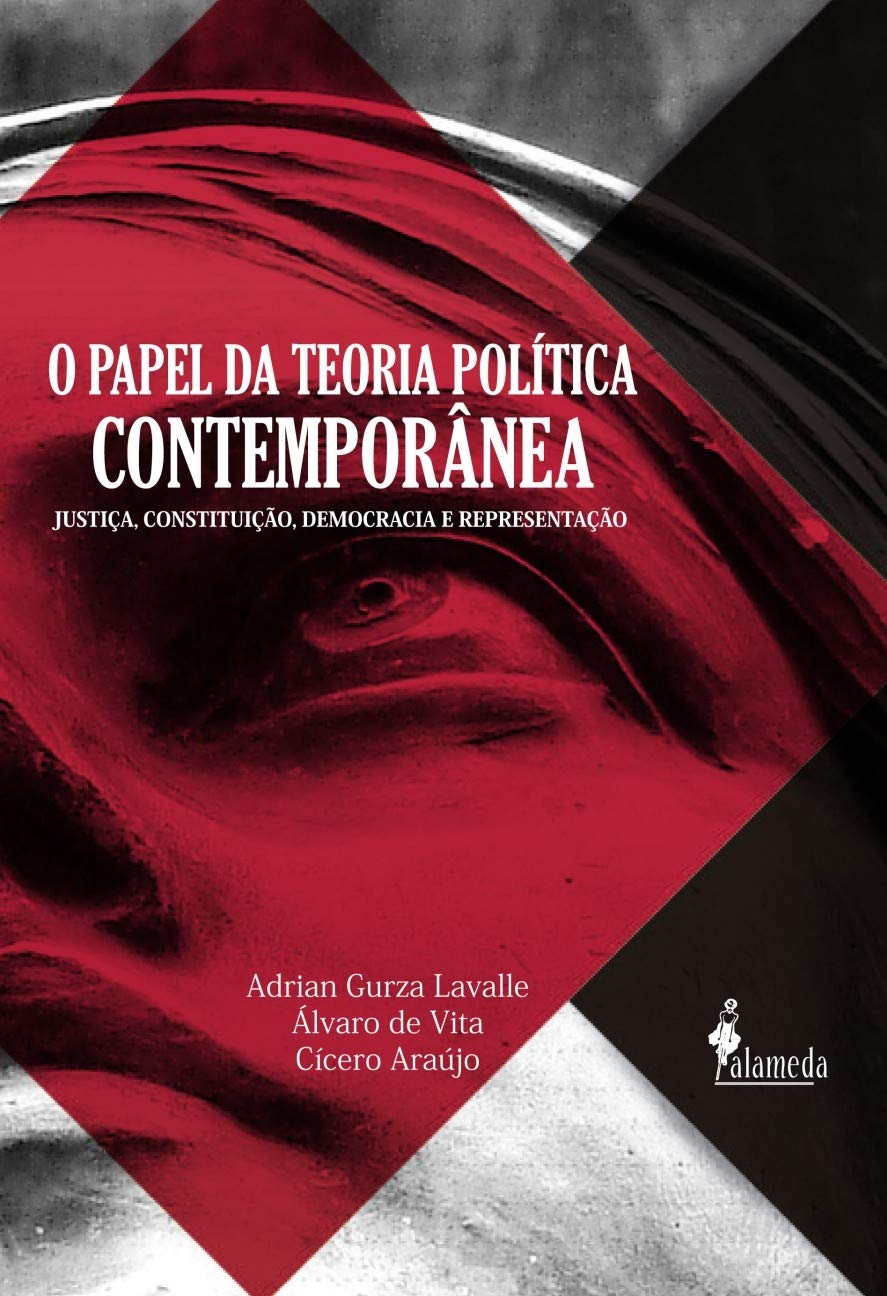 O PAPEL DA TEORIA POLÍTICA
CONTEMPORÂNEA
JUSTIÇA, CONSTITUIÇÃO, DEMOCRACIA E REPRESENTAÇÃO
Adrian Gurza Lavalle
Álvaro de Vita
Cícero Araújo
alameda